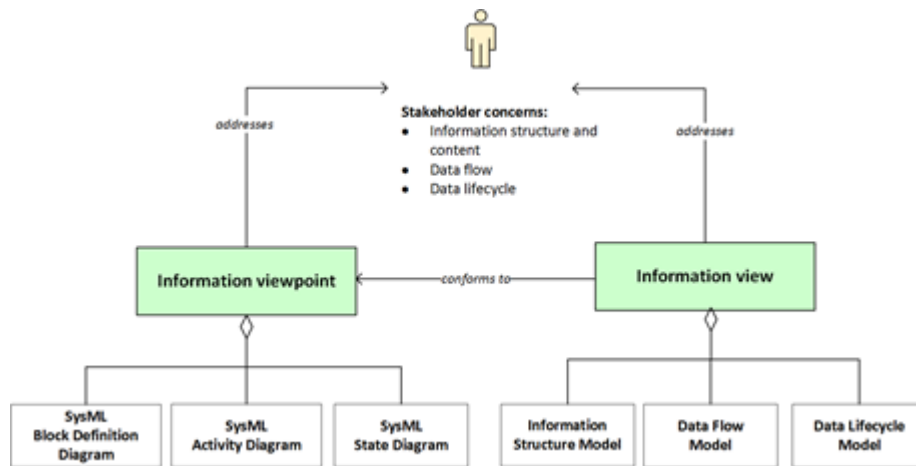 Stakeholder concerns:
● Information structure and
content
● Data flow
● Data lifecycle
addresses
addresses
Information viewpoint
conforms to
Information view
SysML
Block Definition
Diagram
SysML
Activity Diagram
SysML
State Diagram
Information
Structure Model
Data Flow
Model
Data Lifecycle
Model